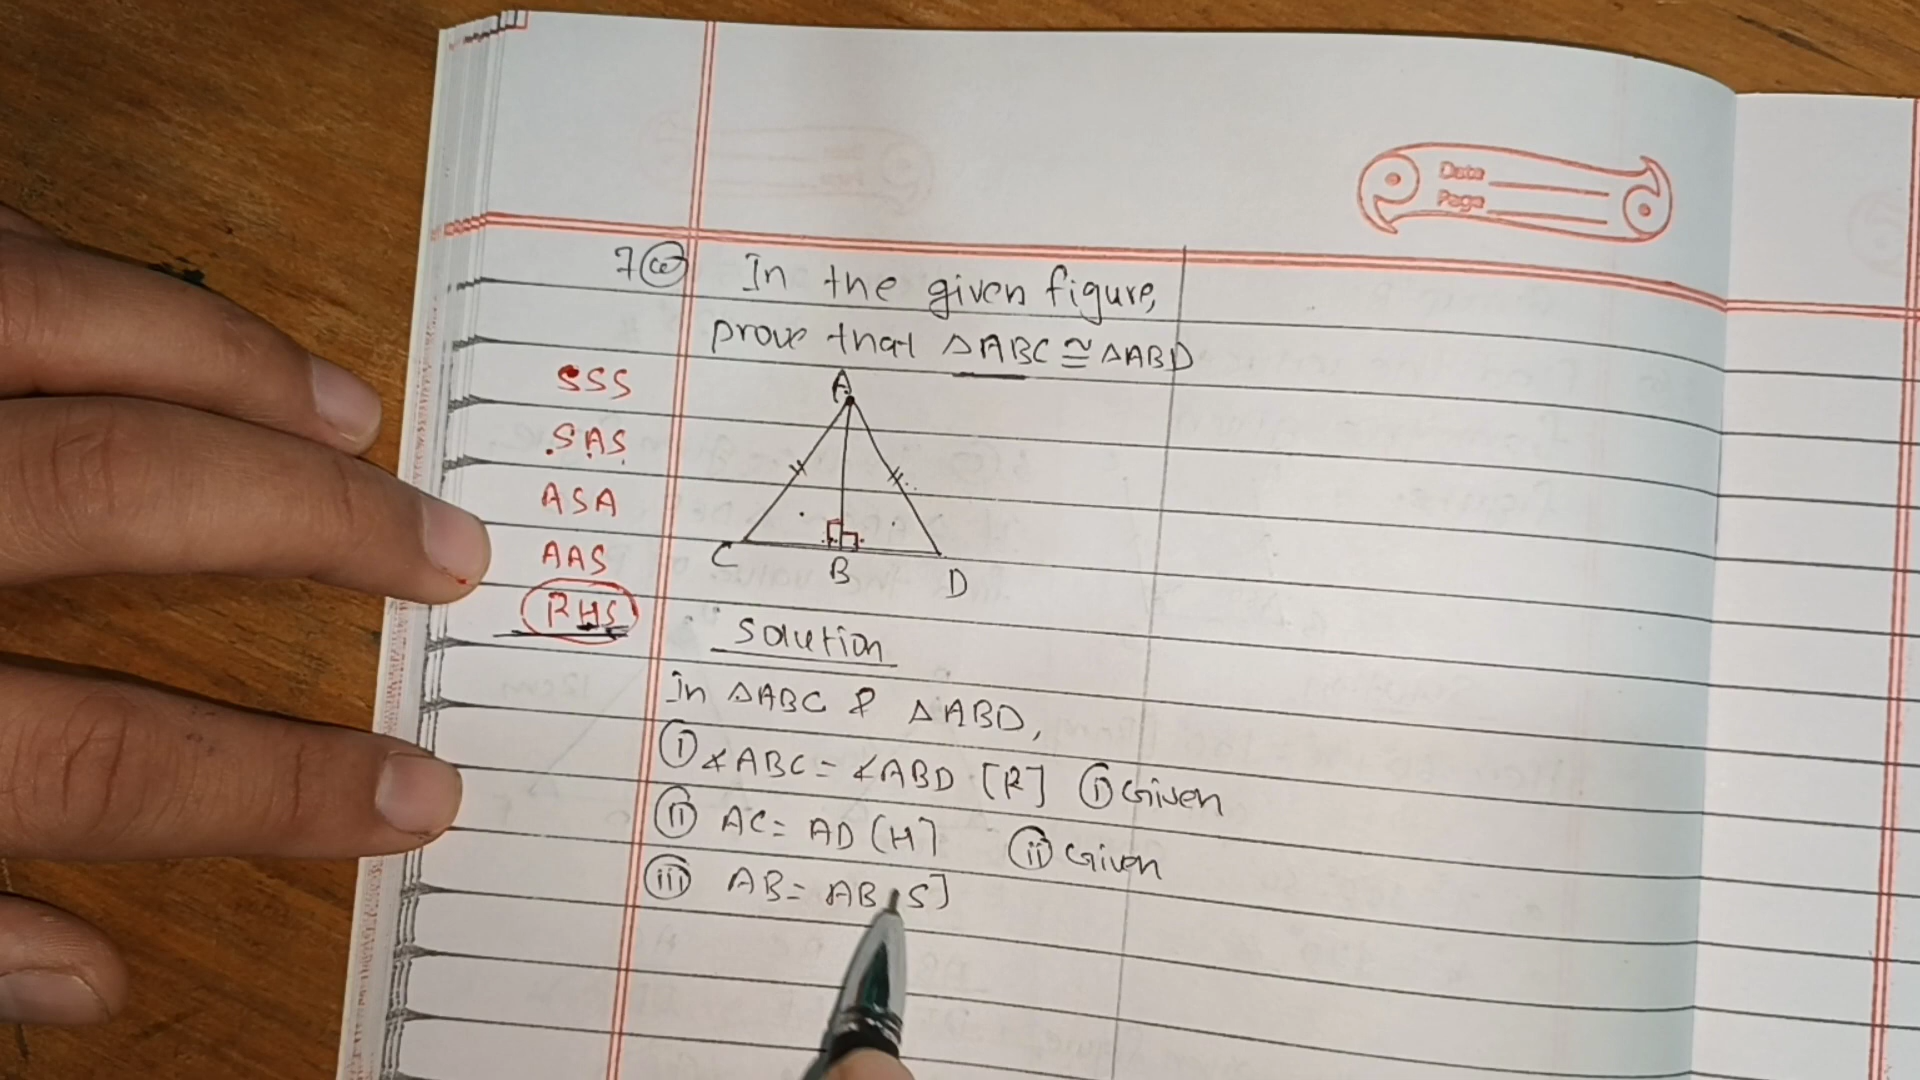 Date
Page
7(a) In the given figure,
prove that △ABC ≅ △ABD
SSS
SAS
ASA
AAS
RHS
A
C
B
D
Solution
In △ABC & △ABD,
(i) ∡ABC = ∡ABD [R] (i) Given
(ii) AC = AD [H] (ii) Given
(iii) AB = AB S]